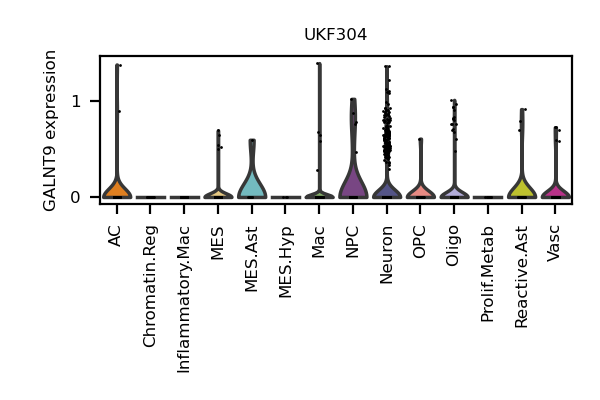 UKF304
GALNT9 expression
1
0
AC
Chromatin.Reg
Inflammatory.Mac
MES
MES.Ast
MES.Hyp
Mac
NPC
Neuron
OPC
Oligo
Prolif.Metab
Reactive.Ast
Vasc